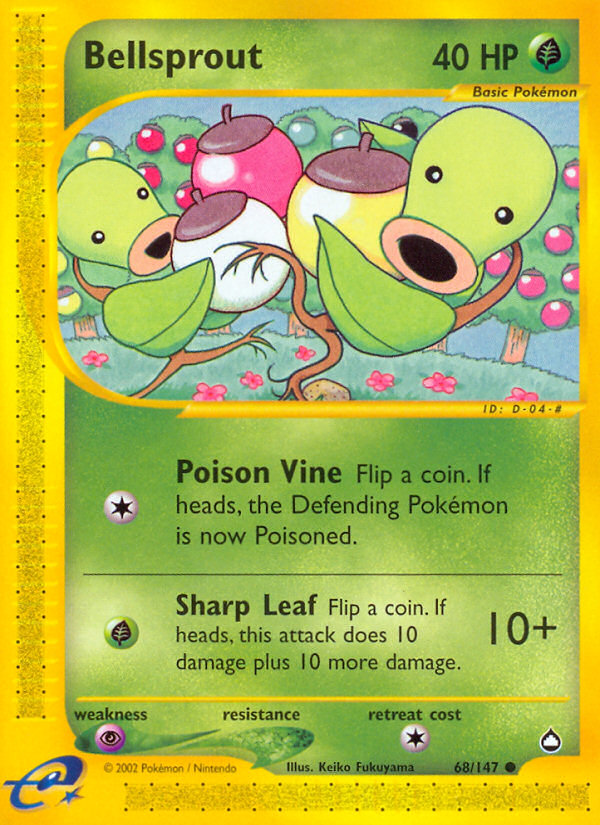 Bellsprout 40 HP
Basic Pokémon
ID: D-04-#
Poison Vine Flip a coin. If
heads, the Defending Pokémon
is now Poisoned.
Sharp Leaf Flip a coin. If
heads, this attack does 10
damage plus 10 more damage.
10+
weakness resistance retreat cost
© 2002 Pokémon / Nintendo Illus. Keiko Fukuyama 68/147
e